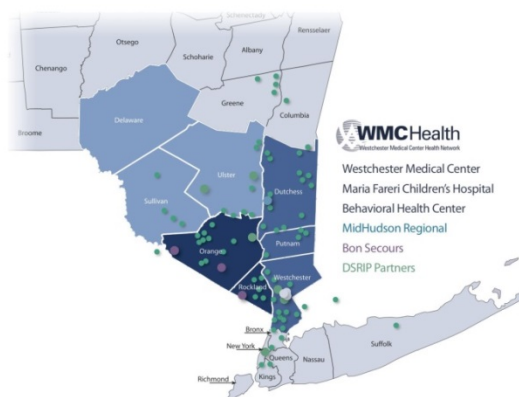 Rensselaer
Otsego
Albany
Schoharie
Chenango
Greene
Columbia
Delaware
Broome
Ulster
Dutchess
Sullivan
Orange
Putnam
Rockland
Westchester
WMCHealth
Westchester Medical Center Health Network
Westchester Medical Center
Maria Fareri Children's Hospital
Behavioral Health Center
MidHudson Regional
Bon Secours
DSRIP Partners
Bronx
New York
Queens
Nassau
Suffolk
Richmond
Kings